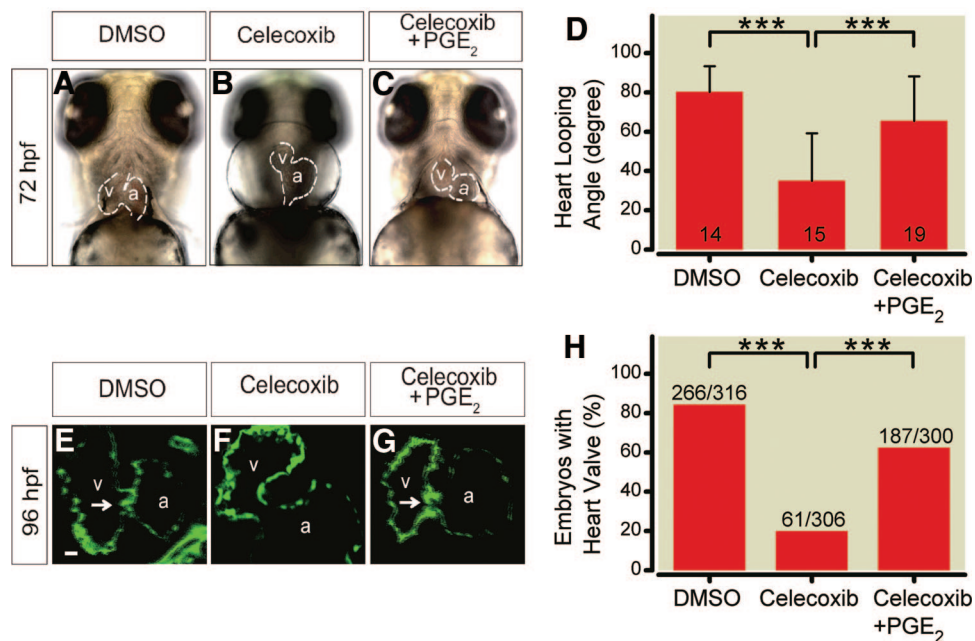 DMSO
Celecoxib
Celecoxib
+PGE2
72 hpf
A
B
C
v
a
v
a
v
a
D
***
***
Heart Looping
Angle (degree)
100
80
60
40
20
0
14
15
19
DMSO
Celecoxib
Celecoxib
+PGE2
DMSO
Celecoxib
Celecoxib
+PGE2
96 hpf
E
F
G
v
a
v
a
v
a
H
***
***
Embryos with
Heart Valve (%)
100
80
60
40
20
0
266/316
61/306
187/300
DMSO
Celecoxib
Celecoxib
+PGE2